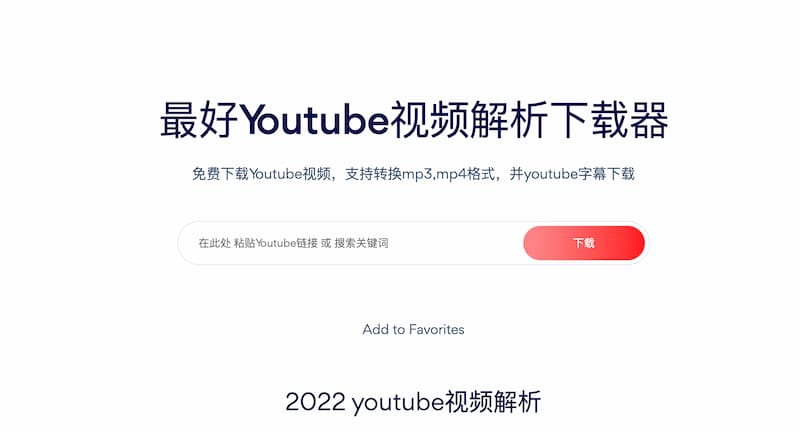 最好Youtube视频解析下载器
免费下载Youtube视频，支持转换mp3,mp4格式，并youtube字幕下载
在此处 粘贴Youtube链接 或 搜索关键词
下载
Add to Favorites
2022 youtube视频解析